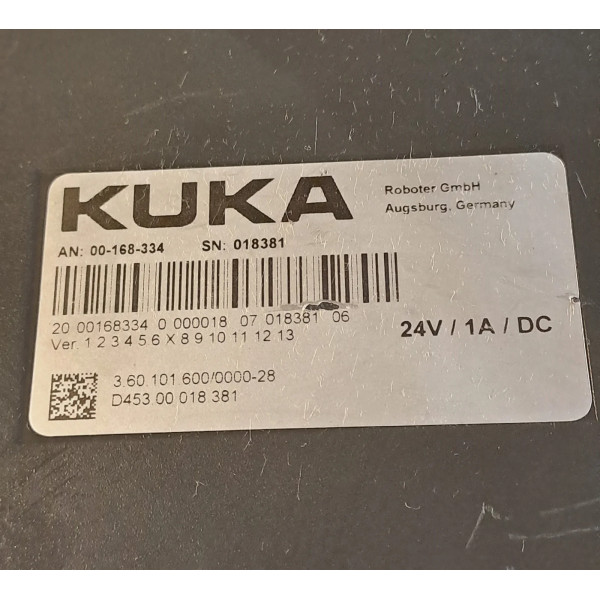 KUKA
Roboter GmbH
Augsburg, Germany
AN: 00-168-334 SN: 018381
20 00168334 0 000018 07 018381 06
Ver. 1 2 3 4 5 6 X 8 9 10 11 12 13
24V / 1A / DC
3.60.101.600/0000-28
D453.00.018.381